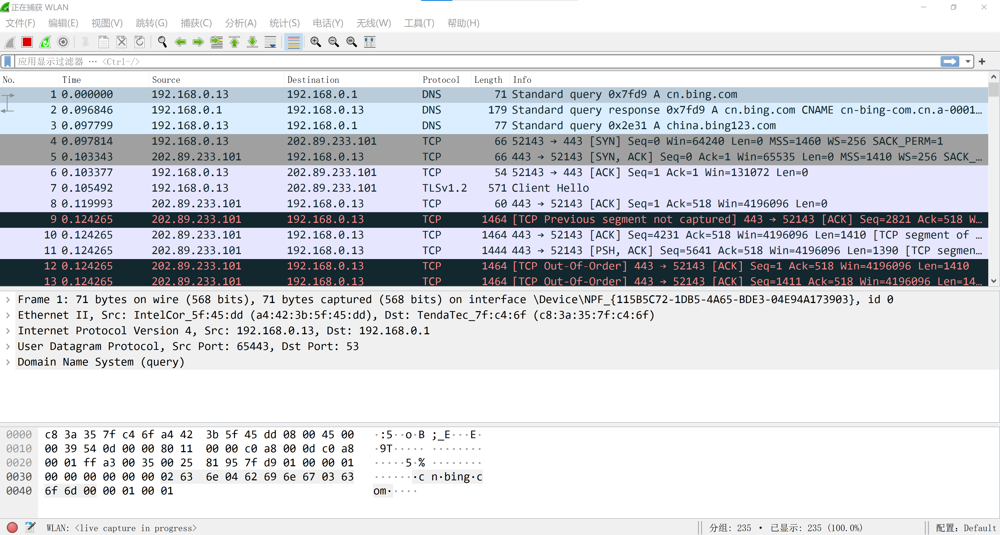 正在捕获 WLAN
文件(F) 编辑(E) 视图(V) 跳转(G) 捕获(C) 分析(A) 统计(S) 电话(Y) 无线(W) 工具(T) 帮助(H)
应用显示过滤器 … <Ctrl-/>
No. Time Source Destination Protocol Length Info
1 0.000000 192.168.0.13 192.168.0.1 DNS 71 Standard query 0x7fd9 A cn.bing.com
2 0.096846 192.168.0.1 192.168.0.13 DNS 179 Standard query response 0x7fd9 A cn.bing.com CNAME cn-bing-com.cn.a-0001…
3 0.097799 192.168.0.13 192.168.0.1 DNS 77 Standard query 0x2e31 A china.bing123.com
4 0.097814 192.168.0.13 202.89.233.101 TCP 66 52143 → 443 [SYN] Seq=0 Win=64240 Len=0 MSS=1460 WS=256 SACK_PERM=1
5 0.103343 202.89.233.101 192.168.0.13 TCP 66 443 → 52143 [SYN, ACK] Seq=0 Ack=1 Win=65535 Len=0 MSS=1410 WS=256 SACK_…
6 0.103377 192.168.0.13 202.89.233.101 TCP 54 52143 → 443 [ACK] Seq=1 Ack=1 Win=131072 Len=0
7 0.105492 192.168.0.13 202.89.233.101 TLSv1.2 571 Client Hello
8 0.119993 202.89.233.101 192.168.0.13 TCP 60 443 → 52143 [ACK] Seq=1 Ack=518 Win=4196096 Len=0
9 0.124265 202.89.233.101 192.168.0.13 TCP 1464 [TCP Previous segment not captured] 443 → 52143 [ACK] Seq=2821 Ack=518 W…
10 0.124265 202.89.233.101 192.168.0.13 TCP 1464 443 → 52143 [ACK] Seq=4231 Ack=518 Win=4196096 Len=1410 [TCP segment of …
11 0.124265 202.89.233.101 192.168.0.13 TCP 1444 443 → 52143 [PSH, ACK] Seq=5641 Ack=518 Win=4196096 Len=1390 [TCP segmen…
12 0.124265 202.89.233.101 192.168.0.13 TCP 1464 [TCP Out-Of-Order] 443 → 52143 [ACK] Seq=1 Ack=518 Win=4196096 Len=1410
13 0.124265 202.89.233.101 192.168.0.13 TCP 1464 [TCP Out-Of-Order] 443 → 52143 [ACK] Seq=1411 Ack=518 Win=4196096 Len=14…
Frame 1: 71 bytes on wire (568 bits), 71 bytes captured (568 bits) on interface \Device\NPF_{115B5C72-1DB5-4A65-BDE3-04E94A173903}, id 0
Ethernet II, Src: IntelCor_5f:45:dd (a4:42:3b:5f:45:dd), Dst: TendaTec_7f:c4:6f (c8:3a:35:7f:c4:6f)
Internet Protocol Version 4, Src: 192.168.0.13, Dst: 192.168.0.1
User Datagram Protocol, Src Port: 65443, Dst Port: 53
Domain Name System (query)
0000 c8 3a 35 7f c4 6f a4 42 3b 5f 45 dd 08 00 45 00 ·:5··o·B ;_E···E·
0010 00 39 54 0d 00 00 80 11 00 00 c0 a8 00 0d c0 a8 ·9T····· ········
0020 00 01 ff a3 00 35 00 25 81 95 7f d9 01 00 00 01 ·····5·% ········
0030 00 00 00 00 00 00 02 63 6e 04 62 69 6e 67 03 63 ·······c n·bing·c
0040 6f 6d 00 00 01 00 01 om·····
WLAN: <live capture in progress> 分组: 235 · 已显示: 235 (100.0%) 配置: Default